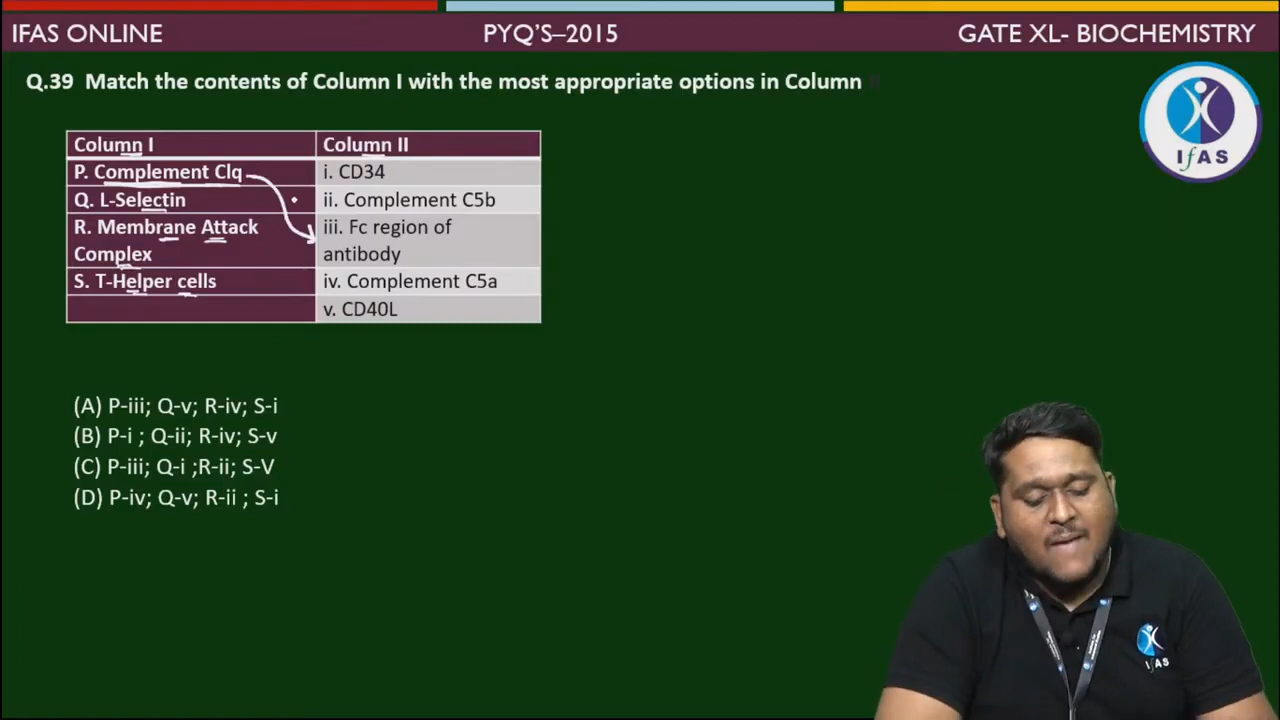 IFAS ONLINE
PYQ'S–2015
GATE XL- BIOCHEMISTRY
Q.39 Match the contents of Column I with the most appropriate options in Column II
IfAS
Column I
Column II
P. Complement Clq
i. CD34
Q. L-Selectin
ii. Complement C5b
R. Membrane Attack
Complex
iii. Fc region of
antibody
S. T-Helper cells
iv. Complement C5a
v. CD40L
(A) P-iii; Q-v; R-iv; S-i
(B) P-i ; Q-ii; R-iv; S-v
(C) P-iii; Q-i ;R-ii; S-V
(D) P-iv; Q-v; R-ii ; S-i
IfAS